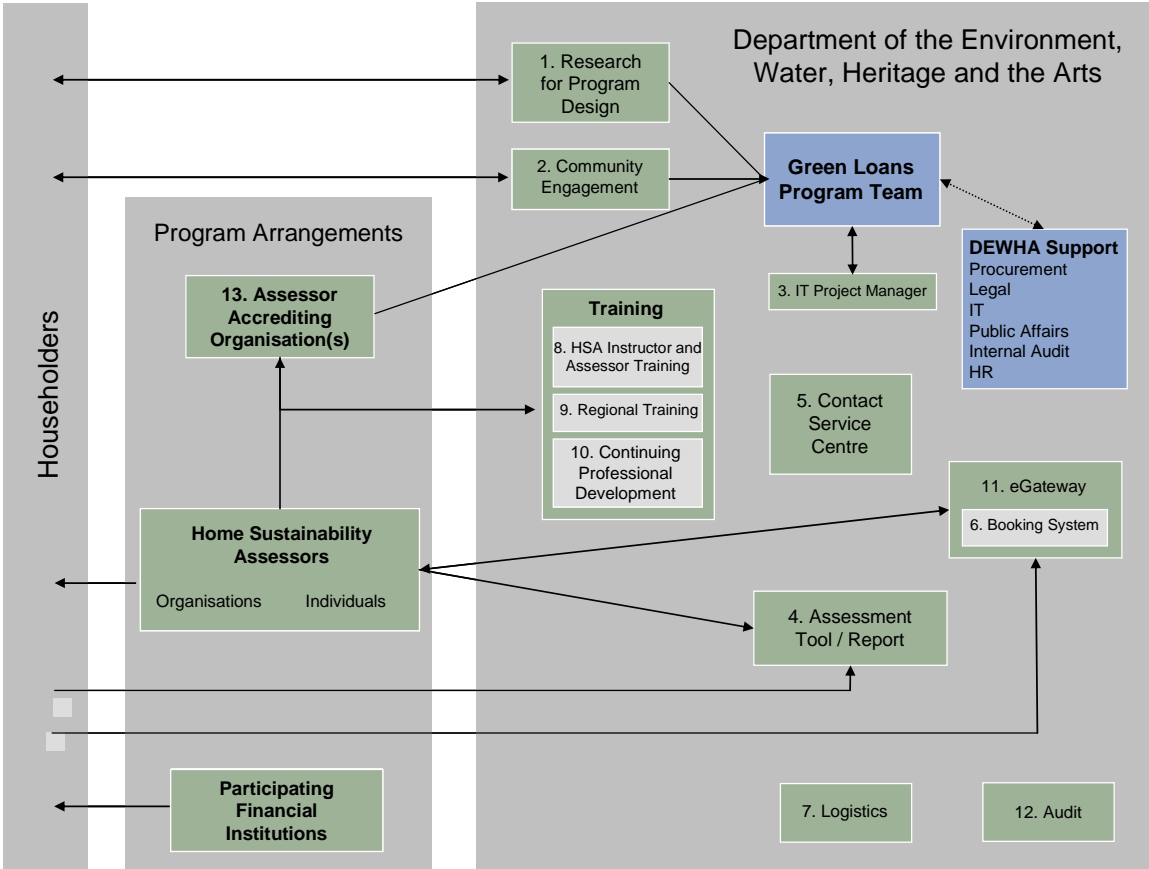 Department of the Environment,
Water, Heritage and the Arts
1. Research
for Program
Design
2. Community
Engagement
Green Loans
Program Team
Program Arrangements
DEWHA Support
Procurement
Legal
IT
Public Affairs
Internal Audit
HR
3. IT Project Manager
13. Assessor
Accrediting
Organisation(s)
Training
8. HSA Instructor and
Assessor Training
9. Regional Training
10. Continuing
Professional
Development
5. Contact
Service
Centre
Householders
11. eGateway
6. Booking System
Home Sustainability
Assessors
Organisations Individuals
4. Assessment
Tool / Report
Participating
Financial
Institutions
7. Logistics
12. Audit